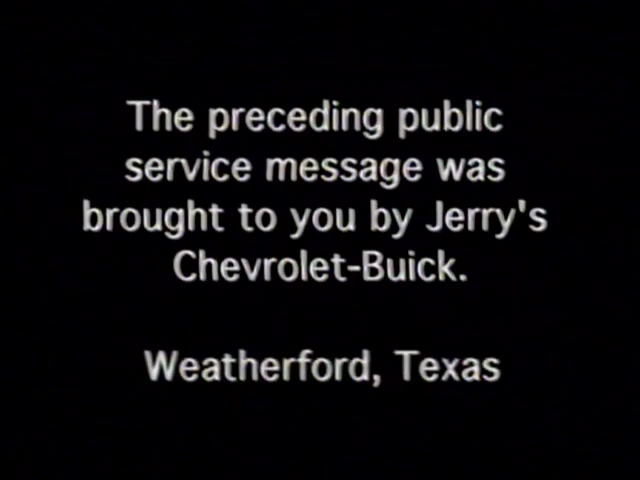 The preceding public
service message was
brought to you by Jerry's
Chevrolet-Buick.
Weatherford, Texas